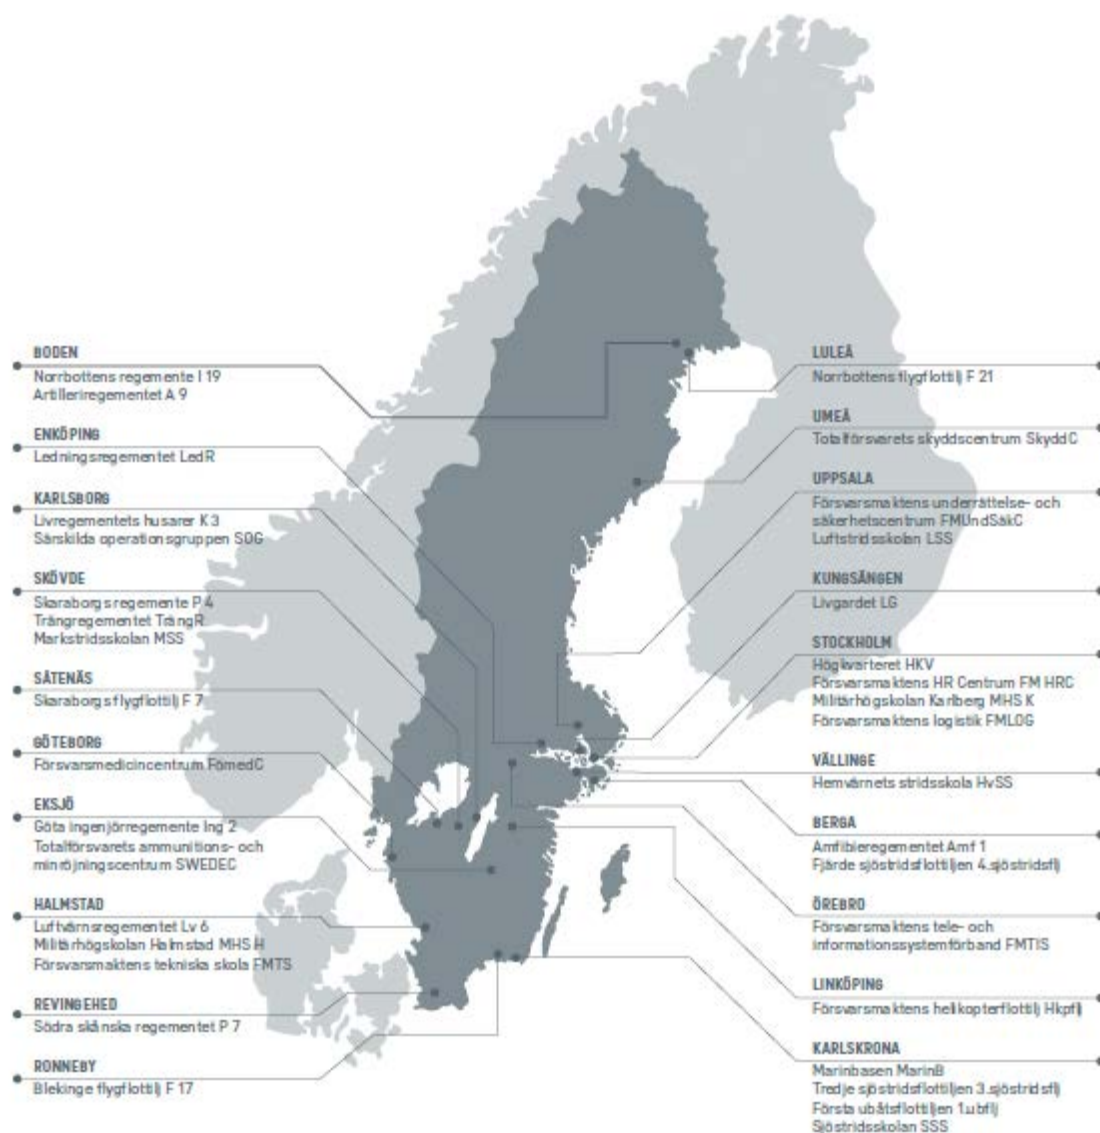 BODEN
Norrbottens regemente I 19
Artilleriregementet A 9
ENKÖPING
Ledningsregementet LedR
KARLSBORG
Livregementets husarer K 3
Särskilda operationsgruppen SOG
SKÖVDE
Skaraborgs regemente P 4
Trängregementet TrängR
Markstridsskolan MSS
SÅTENÄS
Skaraborgs flygflottilj F 7
GÖTEBORG
Försvarsmedicincentrum FömedC
EKSJÖ
Göta ingenjörregemente Ing 2
Totalförsvarets ammunitions- och
minröjningscentrum SWEDEC
HALMSTAD
Luftvärnsregementet Lv 6
Militärhögskolan Halmstad MHS H
Försvarsmaktens tekniska skola FMTS
REVINGEHED
Södra skånska regementet P 7
RONNEBY
Blekinge flygflottilj F 17
LULEÅ
Norrbottens flygflottilj F 21
UMEÅ
Totalförsvarets skyddscentrum SkyddC
UPPSALA
Försvarsmaktens underrättelse- och
säkerhetscentrum FMUndSäkC
Luftstridsskolan LSS
KUNGSÄNGEN
Livgardet LG
STOCKHOLM
Högkvarteret HKV
Försvarsmaktens HR Centrum FM HRC
Militärhögskolan Karlberg MHS K
Försvarsmaktens logistik FMLOG
VÄLLINGE
Hemvärnets stridsskola HvSS
BERGA
Amfibieregementet Amf 1
Fjärde sjöstridsflottiljen 4.sjöstridsflj
ÖREBRO
Försvarsmaktens tele- och
informationssystemförband FMTIS
LINKÖPING
Försvarsmaktens helikopterflottilj Hkpflj
KARLSKRONA
Marinbasen MarinB
Tredje sjöstridsflottiljen 3.sjöstridsflj
Första ubåtsflottiljen 1.ubflj
Sjöstridsskolan SSS